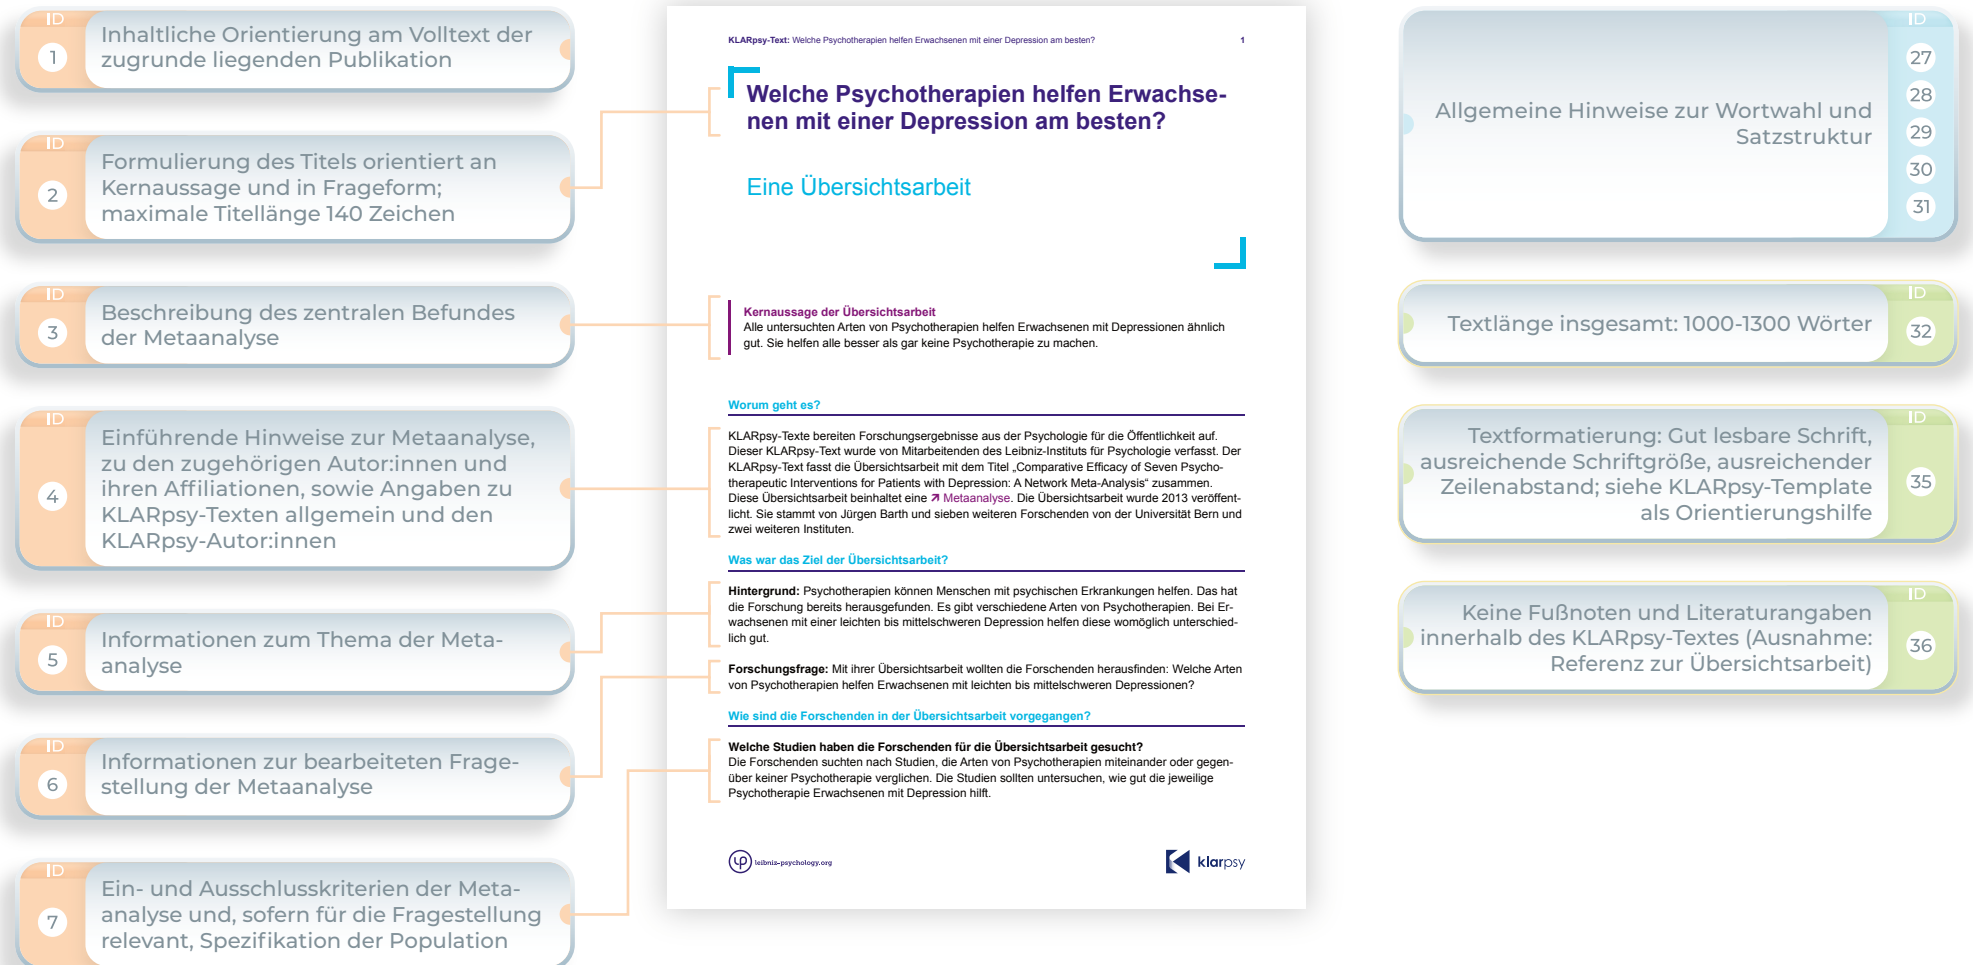 ID
1
Inhaltliche Orientierung am Volltext der
zugrunde liegenden Publikation
ID
2
Formulierung des Titels orientiert an
Kernaussage und in Frageform;
maximale Titellänge 140 Zeichen
ID
3
Beschreibung des zentralen Befundes
der Metaanalyse
ID
4
Einführende Hinweise zur Metaanalyse,
zu den zugehörigen Autor:innen und
ihren Affiliationen, sowie Angaben zu
KLARpsy-Texten allgemein und den
KLARpsy-Autor:innen
ID
5
Informationen zum Thema der Meta-
analyse
ID
6
Informationen zur bearbeiteten Frage-
stellung der Metaanalyse
ID
7
Ein- und Ausschlusskriterien der Meta-
analyse und, sofern für die Fragestellung
relevant, Spezifikation der Population
KLARpsy-Text: Welche Psychotherapien helfen Erwachsenen mit einer Depression am besten? 1
Welche Psychotherapien helfen Erwachse-
nen mit einer Depression am besten?
Eine Übersichtsarbeit
Kernaussage der Übersichtsarbeit
Alle untersuchten Arten von Psychotherapien helfen Erwachsenen mit Depressionen ähnlich
gut. Sie helfen alle besser als gar keine Psychotherapie zu machen.
Worum geht es?
KLARpsy-Texte bereiten Forschungsergebnisse aus der Psychologie für die Öffentlichkeit auf.
Dieser KLARpsy-Text wurde von Mitarbeitenden des Leibniz-Instituts für Psychologie verfasst. Der
KLARpsy-Text fasst die Übersichtsarbeit mit dem Titel „Comparative Efficacy of Seven Psycho-
therapeutic Interventions for Patients with Depression: A Network Meta-Analysis“ zusammen.
Diese Übersichtsarbeit beinhaltet eine ↗ Metaanalyse. Die Übersichtsarbeit wurde 2013 veröffent-
licht. Sie stammt von Jürgen Barth und sieben weiteren Forschenden von der Universität Bern und
zwei weiteren Instituten.
Was war das Ziel der Übersichtsarbeit?
Hintergrund: Psychotherapien können Menschen mit psychischen Erkrankungen helfen. Das hat
die Forschung bereits herausgefunden. Es gibt verschiedene Arten von Psychotherapien. Bei Er-
wachsenen mit einer leichten bis mittelschweren Depression helfen diese womöglich unterschied-
lich gut.
Forschungsfrage: Mit ihrer Übersichtsarbeit wollten die Forschenden herausfinden: Welche Arten
von Psychotherapien helfen Erwachsenen mit leichten bis mittelschweren Depressionen?
Wie sind die Forschenden in der Übersichtsarbeit vorgegangen?
Welche Studien haben die Forschenden für die Übersichtsarbeit gesucht?
Die Forschenden suchten nach Studien, die Arten von Psychotherapien miteinander oder gegen-
über keiner Psychotherapie verglichen. Die Studien sollten untersuchen, wie gut die jeweilige
Psychotherapie Erwachsenen mit Depression hilft.
leibniz-psychology.org
klarpsy
Allgemeine Hinweise zur Wortwahl und
Satzstruktur
ID
27
28
29
30
31
Textlänge insgesamt: 1000-1300 Wörter
ID
32
Textformatierung: Gut lesbare Schrift,
ausreichende Schriftgröße, ausreichender
Zeilenabstand; siehe KLARpsy-Template
als Orientierungshilfe
ID
35
Keine Fußnoten und Literaturangaben
innerhalb des KLARpsy-Textes (Ausnahme:
Referenz zur Übersichtsarbeit)
ID
36